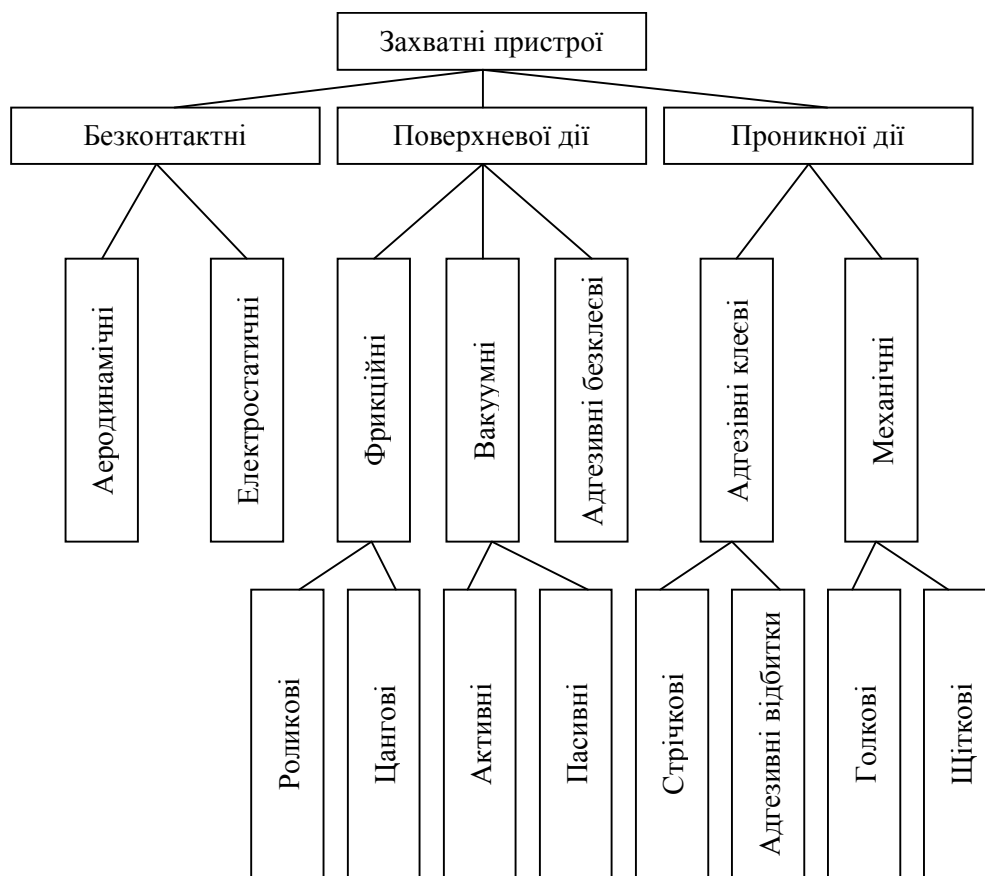 Захватні пристрої
Безконтактні
Поверхневої дії
Проникної дії
Аеродинамічні
Електростатичні
Фрикційні
Вакуумні
Адгезивні безклеєві
Адгезівні клеєві
Механічні
Роликові
Цангові
Активні
Пасивні
Стрічкові
Адгезивні відбитки
Голкові
Щіткові